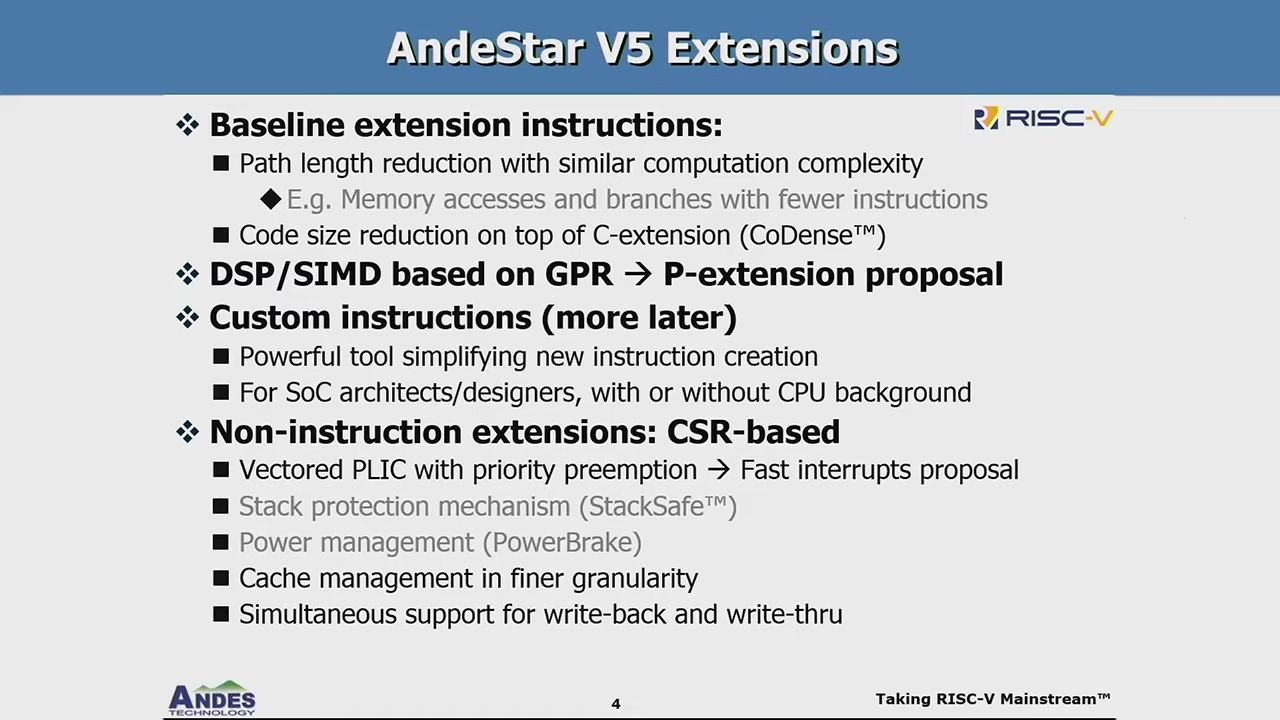 AndeStar V5 Extensions
RISC-V
❖ Baseline extension instructions:
■ Path length reduction with similar computation complexity
◆ E.g. Memory accesses and branches with fewer instructions
■ Code size reduction on top of C-extension (CoDense™)
❖ DSP/SIMD based on GPR → P-extension proposal
❖ Custom instructions (more later)
■ Powerful tool simplifying new instruction creation
■ For SoC architects/designers, with or without CPU background
❖ Non-instruction extensions: CSR-based
■ Vectored PLIC with priority preemption → Fast interrupts proposal
■ Stack protection mechanism (StackSafe™)
■ Power management (PowerBrake)
■ Cache management in finer granularity
■ Simultaneous support for write-back and write-thru
ANDES
TECHNOLOGY
4
Taking RISC-V Mainstream™